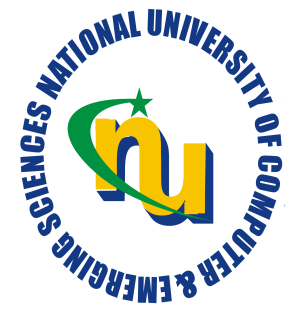 NATIONAL UNIVERSITY OF COMPUTER & EMERGING SCIENCES
nu